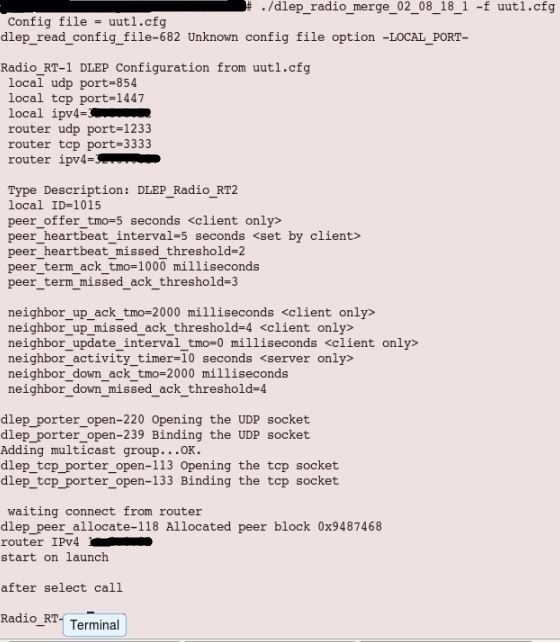 # ./dlep_radio_merge_02_08_18_1 -f uut1.cfg
Config file = uut1.cfg
dlep_read_config_file-682 Unknown config file option -LOCAL_PORT-
Radio_RT-1 DLEP Configuration from uut1.cfg
local udp port=854
local tcp port=1447
local ipv4=
router udp port=1233
router tcp port=3333
router ipv4=
Type Description: DLEP_Radio_RT2
local ID=1015
peer_offer_tmo=5 seconds <client only>
peer_heartbeat_interval=5 seconds <set by client>
peer_heartbeat_missed_threshold=2
peer_term_ack_tmo=1000 milliseconds
peer_term_missed_ack_threshold=3
neighbor_up_ack_tmo=2000 milliseconds <client only>
neighbor_up_missed_ack_threshold=4 <client only>
neighbor_update_interval_tmo=0 milliseconds <client only>
neighbor_activity_timer=10 seconds <server only>
neighbor_down_ack_tmo=2000 milliseconds
neighbor_down_missed_ack_threshold=4
dlep_porter_open-220 Opening the UDP socket
dlep_porter_open-239 Binding the UDP socket
Adding multicast group...OK.
dlep_tcp_porter_open-113 Opening the tcp socket
dlep_tcp_porter_open-133 Binding the tcp socket
waiting connect from router
dlep_peer_allocate-118 Allocated peer block 0x9487468
router IPv4
start on launch
after select call
Radio_RT-
Terminal